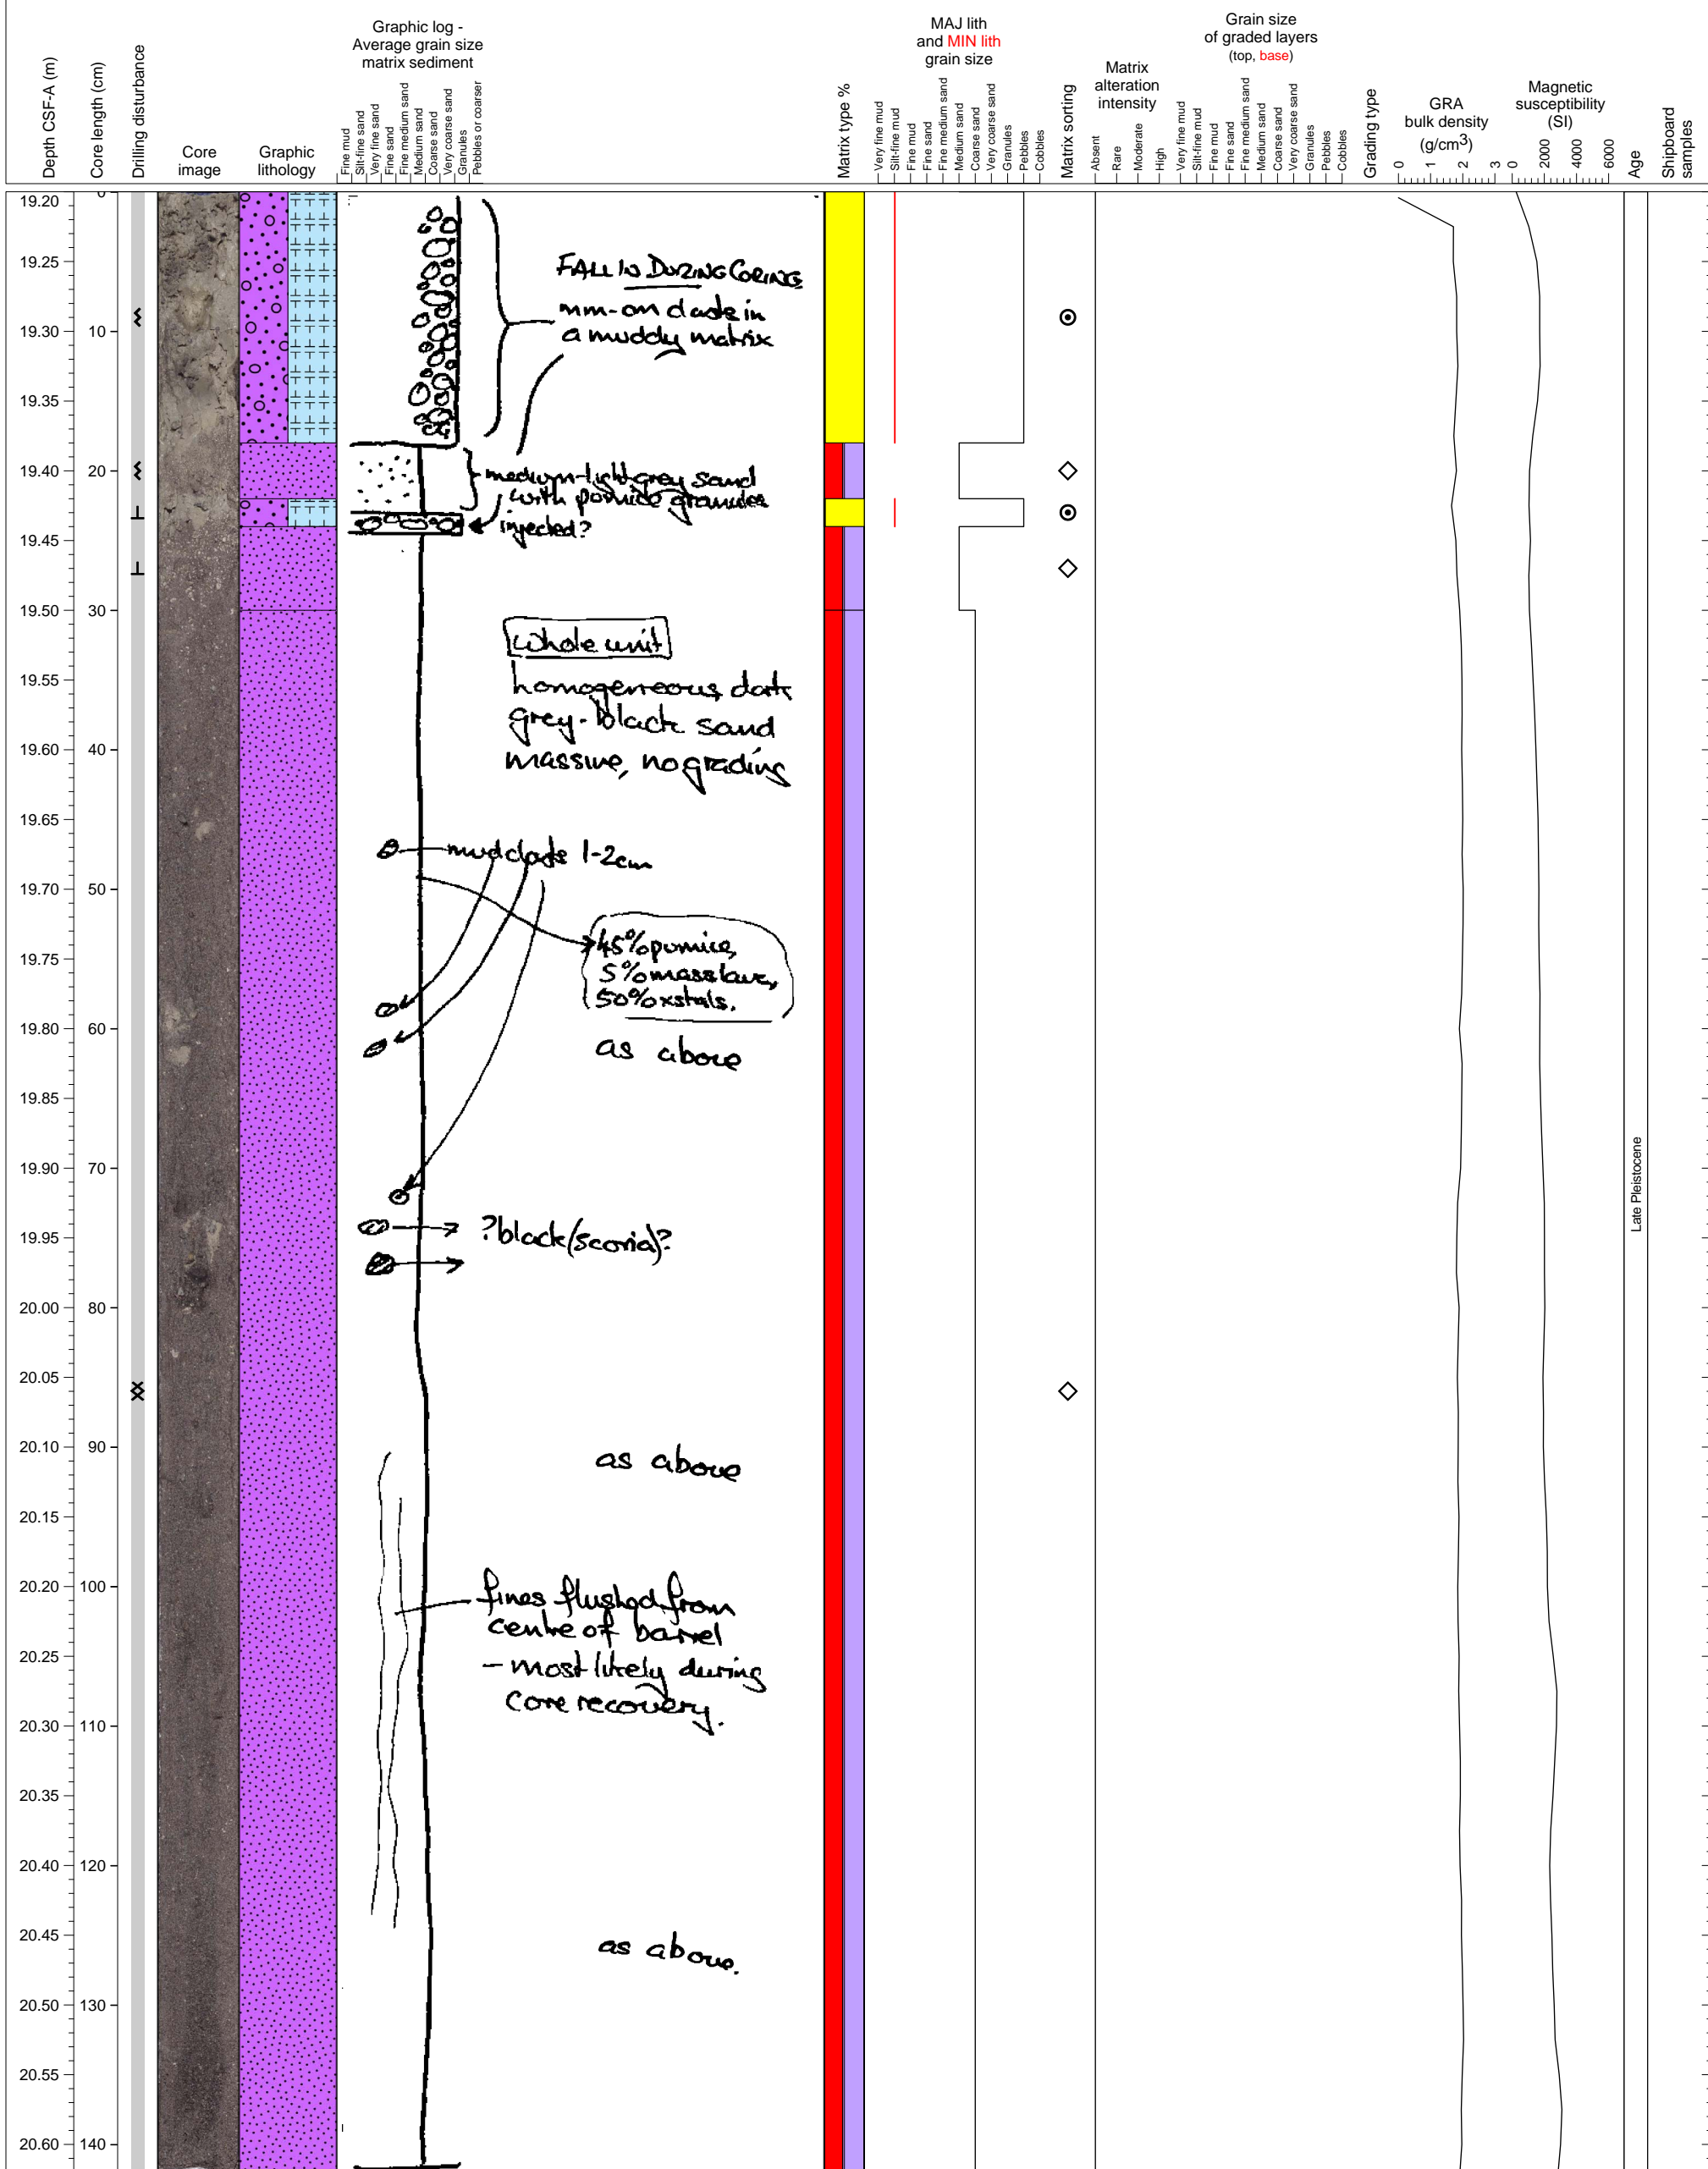 Depth CSF-A (m)
Core length (cm)
Drilling disturbance
Core
image
Graphic
lithology
Graphic log -
Average grain size
matrix sediment
Fine mud
Silt-fine sand
Very fine sand
Fine sand
Fine medium sand
Medium sand
Coarse sand
Very coarse sand
Granules
Pebbles or coarser
Matrix type %
MAJ lith
and MIN lith
grain size
Very fine mud
Silt-fine mud
Fine mud
Fine sand
Fine medium sand
Medium sand
Coarse sand
Very coarse sand
Granules
Pebbles
Cobbles
Matrix sorting
Matrix
alteration
intensity
Absent
Rare
Moderate
High
Grain size
of graded layers
(top, base)
Very fine mud
Silt-fine mud
Fine mud
Fine sand
Fine medium sand
Medium sand
Coarse sand
Very coarse sand
Granules
Pebbles
Cobbles
Grading type
GRA
bulk density
(g/cm3)
0 1 2 3
Magnetic
susceptibility
(SI)
0 2000 4000 6000
Age
Shipboard
samples
19.20 0
19.25
19.30 10
19.35
19.40 20
19.45
19.50 30
19.55
19.60 40
19.65
19.70 50
19.75
19.80 60
19.85
19.90 70
19.95
20.00 80
20.05
20.10 90
20.15
20.20 100
20.25
20.30 110
20.35
20.40 120
20.45
20.50 130
20.55
20.60 140
FALL IN DURING CORING
mm-cm clasts in
a muddy matrix
medium-light grey sand
with pumice granules
injected?
whole unit
homogeneous, dark
grey-black sand
massive, no grading
mud clasts 1-2cm
45% pumice,
5% mass lava,
50% xstals.
as above
?black(scoria)?
as above
fines flushed from
centre of barrel
- most likely during
core recovery.
as above.
Late Pleistocene